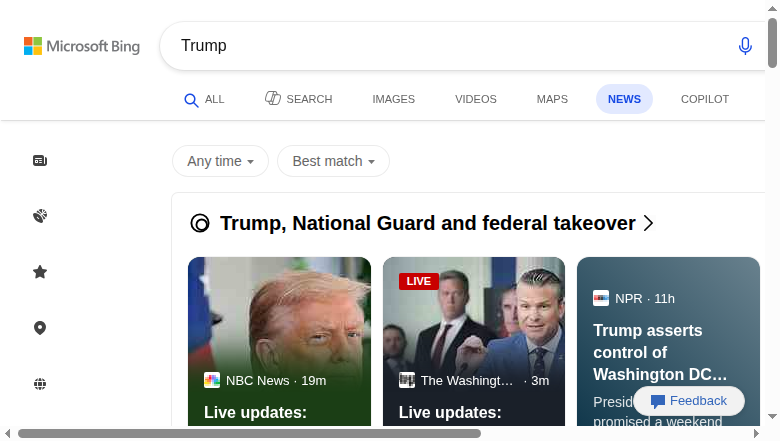 Microsoft Bing
Trump
ALL
SEARCH
IMAGES
VIDEOS
MAPS
NEWS
COPILOT
Any time
Best match
Trump, National Guard and federal takeover
NBC News · 19m
Live updates:
LIVE
The Washingt… · 3m
Live updates:
NPR · 11h
Trump asserts
control of
Washington DC…
Presid
promised a weekend
Feedback